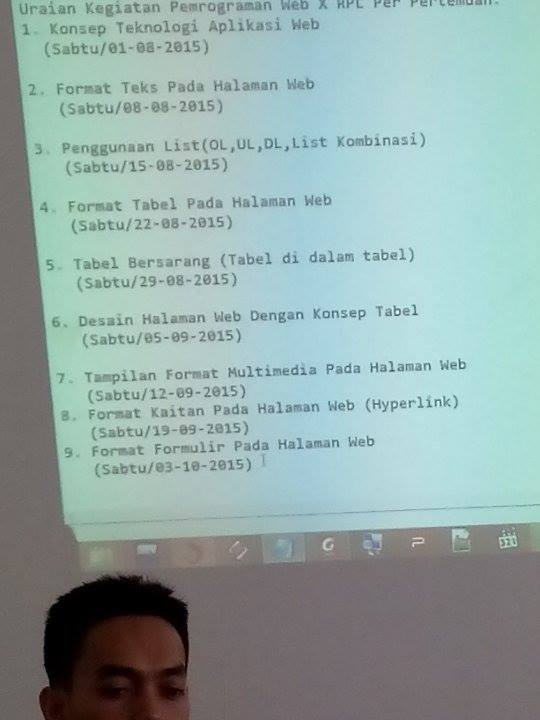 Uraian Kegiatan Pemrograman Web X RPL Per Pertemuan.
1. Konsep Teknologi Aplikasi Web
(Sabtu/01-08-2015)
2. Format Teks Pada Halaman Web
(Sabtu/08-08-2015)
3. Penggunaan List(OL,UL,DL,List Kombinasi)
(Sabtu/15-08-2015)
4. Format Tabel Pada Halaman Web
(Sabtu/22-08-2015)
5. Tabel Bersarang (Tabel di dalam tabel)
(Sabtu/29-08-2015)
6. Desain Halaman Web Dengan Konsep Tabel
(Sabtu/05-09-2015)
7. Tampilan Format Multimedia Pada Halaman Web
(Sabtu/12-09-2015)
8. Format Kaitan Pada Halaman Web (Hyperlink)
(Sabtu/19-09-2015)
9. Format Formulir Pada Halaman Web
(Sabtu/03-10-2015)
321